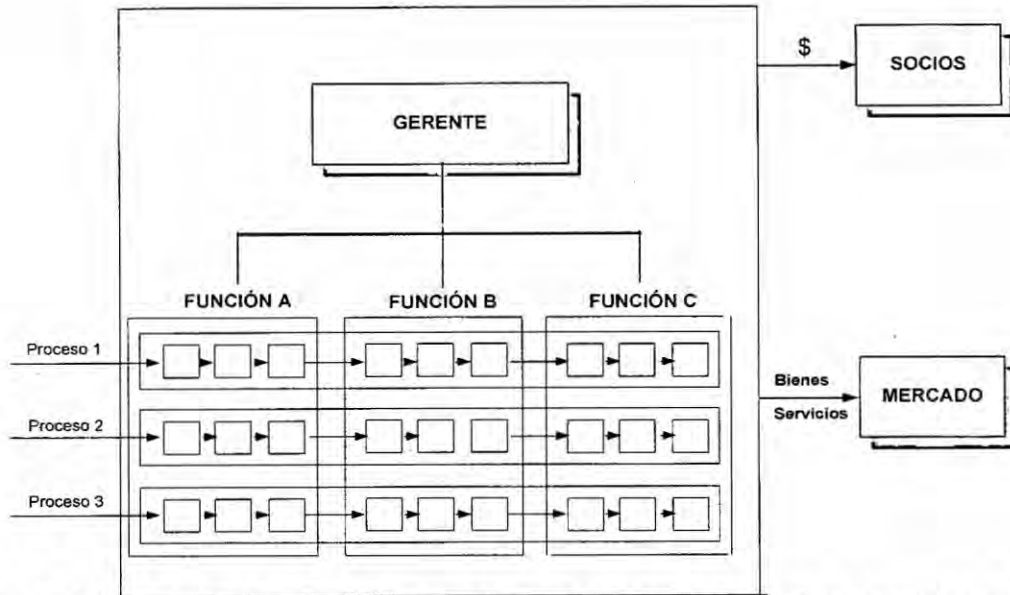 $
SOCIOS
GERENTE
FUNCIÓN A
FUNCIÓN B
FUNCIÓN C
Proceso 1
Bienes
Servicios
MERCADO
Proceso 2
Proceso 3